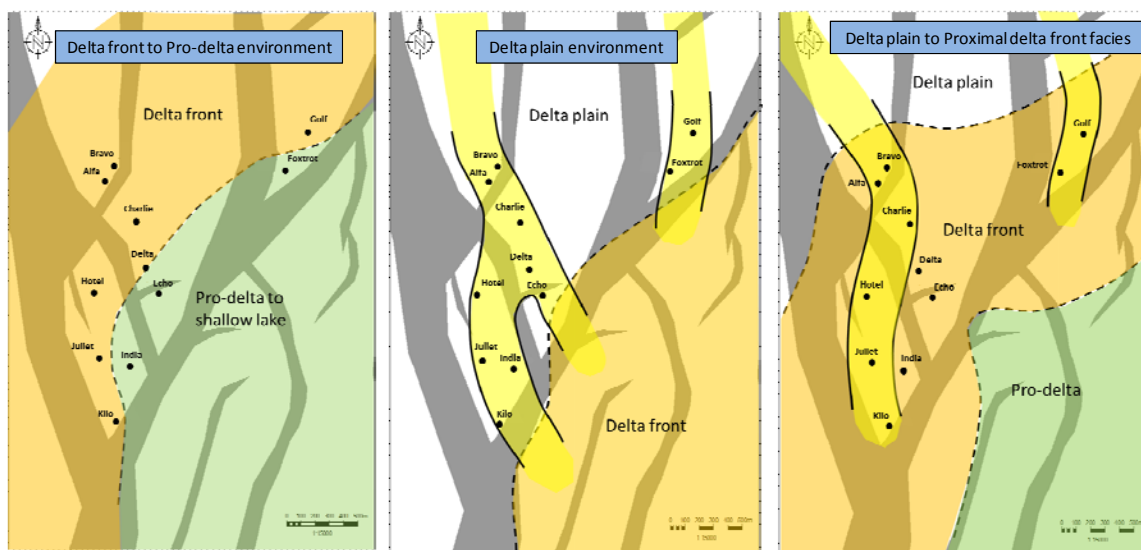 Delta front to Pro-delta environment
N
Delta front
Golf
Foxtrot
Bravo
Alfa
Charlie
Delta
Hotel
Echo
Pro-delta to
shallow lake
Juliet
India
Kilo
Delta plain environment
N
Delta plain
Golf
Foxtrot
Bravo
Alfa
Charlie
Delta
Hotel
Echo
Juliet
India
Kilo
Delta front
Delta plain to Proximal delta front facies
N
Delta plain
Golf
Foxtrot
Bravo
Alfa
Charlie
Delta front
Delta
Hotel
Echo
Juliet
India
Pro-delta
Kilo